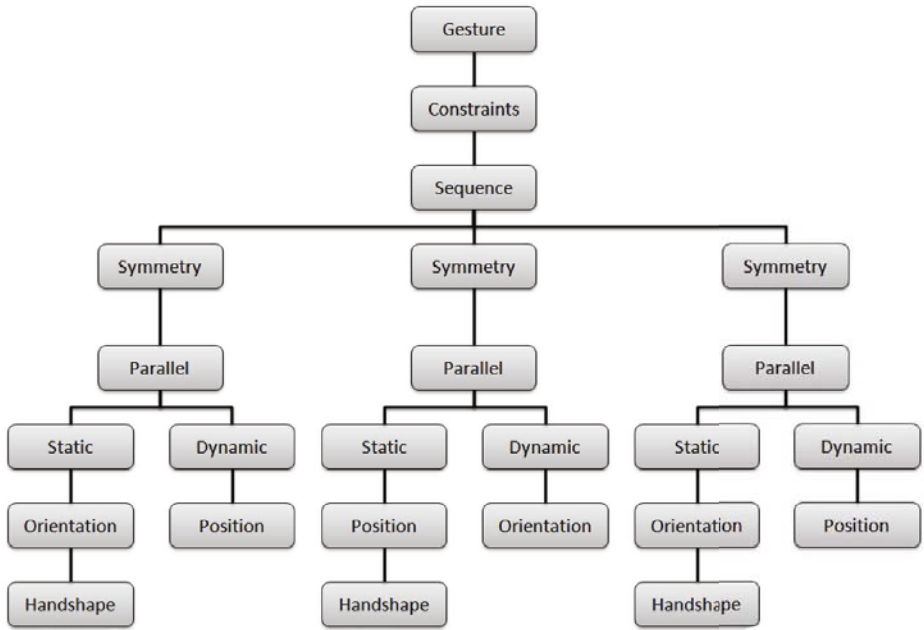 Gesture
Constraints
Sequence
Symmetry Symmetry Symmetry
Parallel Parallel Parallel
Static Dynamic Static Dynamic Static Dynamic
Orientation Position Position Orientation Orientation Position
Handshape Handshape Handshape